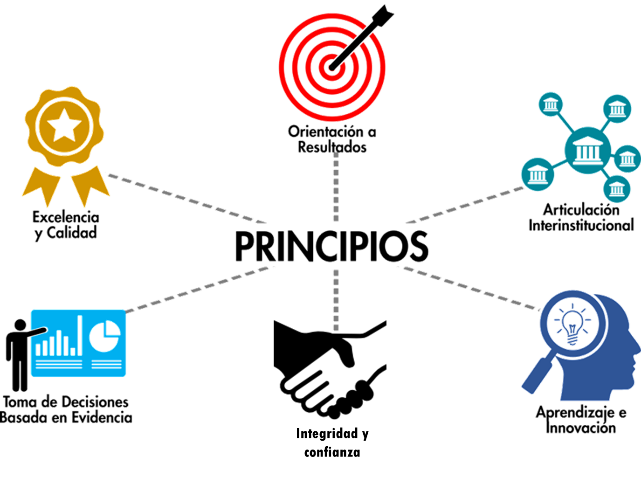 Orientación a
Resultados
Excelencia
y Calidad
Articulación
Interinstitucional
PRINCIPIOS
Toma de Decisiones
Basada en Evidencia
Integridad y
confianza
Aprendizaje e
Innovación